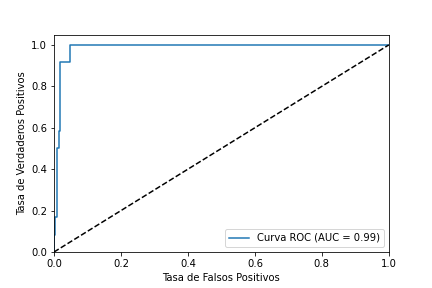 1.0
0.8
0.6
0.4
0.2
0.0
Tasa de Verdaderos Positivos
Curva ROC (AUC = 0.99)
0.0 0.2 0.4 0.6 0.8 1.0
Tasa de Falsos Positivos